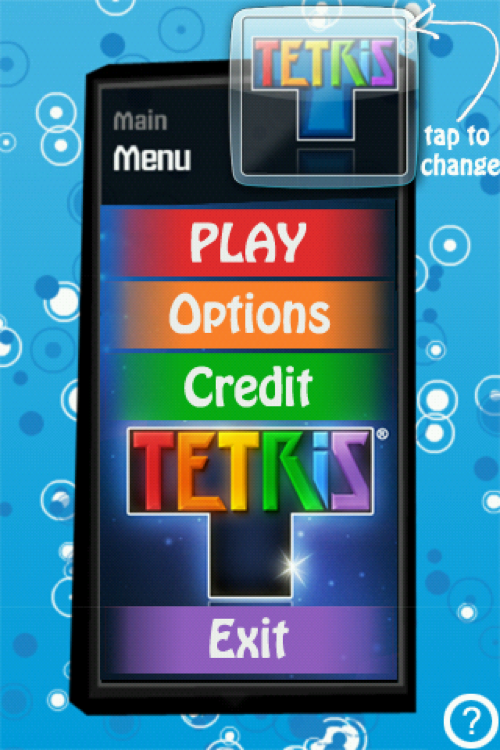 TETRiS
tap to
change
Main
Menu
PLAY
Options
Credit
TETRiS®
Exit
?